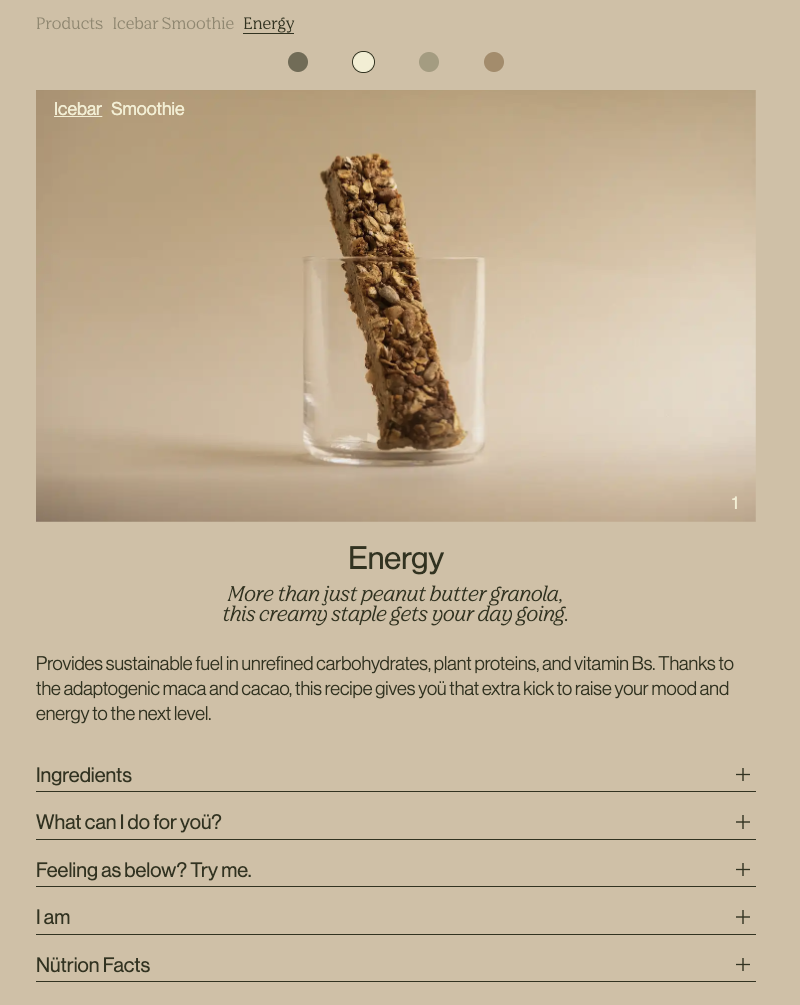 Products Icebar Smoothie Energy
Icebar Smoothie
1
Energy
More than just peanut butter granola,
this creamy staple gets your day going.
Provides sustainable fuel in unrefined carbohydrates, plant proteins, and vitamin Bs. Thanks to
the adaptogenic maca and cacao, this recipe gives yoü that extra kick to raise your mood and
energy to the next level.
Ingredients
What can I do for yoü?
Feeling as below? Try me.
I am
Nütrion Facts